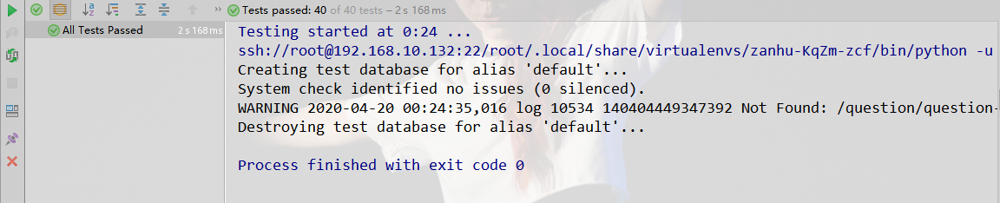 Tests passed: 40 of 40 tests – 2 s 168 ms
All Tests Passed 2 s 168 ms
Testing started at 0:24 ...
ssh://root@192.168.10.132:22/root/.local/share/virtualenvs/zanhu-KqZm-zcf/bin/python -u
Creating test database for alias 'default'...
System check identified no issues (0 silenced).
WARNING 2020-04-20 00:24:35,016 log 10534 140404449347392 Not Found: /question/question-
Destroying test database for alias 'default'...
Process finished with exit code 0